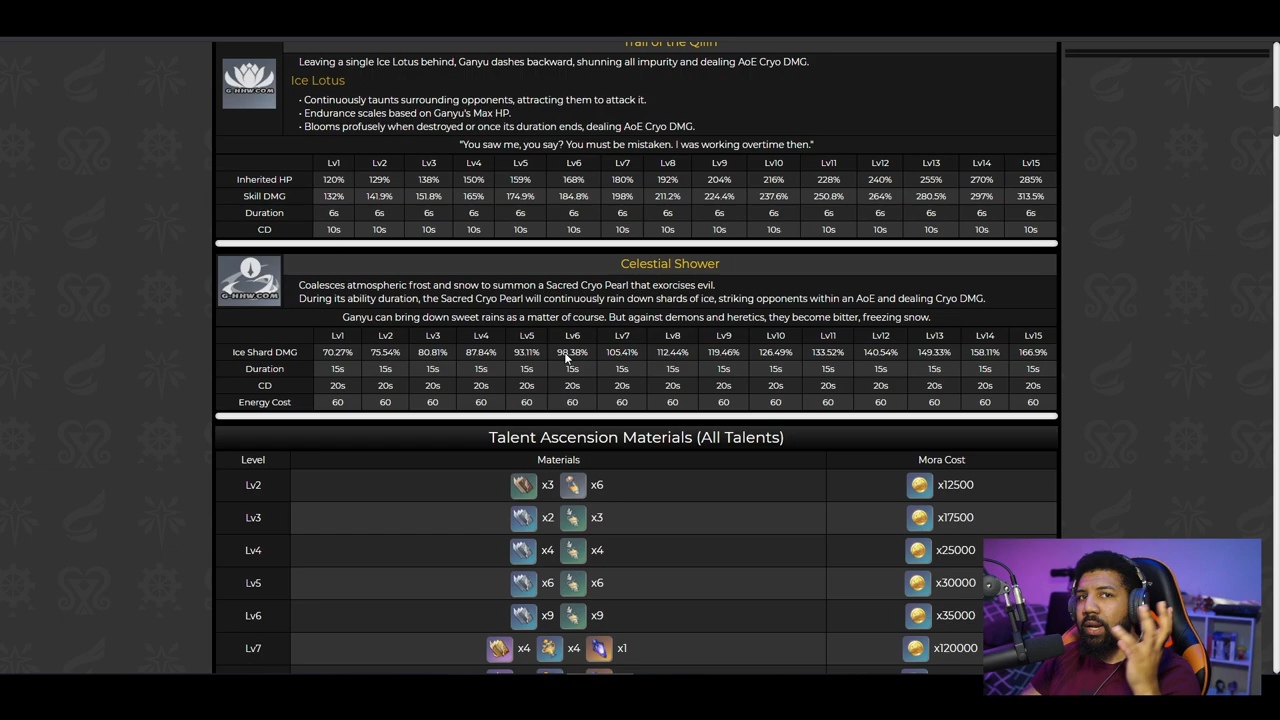 Trail of the Qilin
Leaving a single Ice Lotus behind, Ganyu dashes backward, shunning all impurity and dealing AoE Cryo DMG.
Ice Lotus
• Continuously taunts surrounding opponents, attracting them to attack it.
• Endurance scales based on Ganyu's Max HP.
• Blooms profusely when destroyed or once its duration ends, dealing AoE Cryo DMG.
G-HHW.COM
"You saw me, you say? You must be mistaken. I was working overtime then."
Lv1 Lv2 Lv3 Lv4 Lv5 Lv6 Lv7 Lv8 Lv9 Lv10 Lv11 Lv12 Lv13 Lv14 Lv15
Inherited HP 120% 129% 138% 150% 159% 168% 180% 192% 204% 216% 228% 240% 255% 270% 285%
Skill DMG 132% 141.9% 151.8% 165% 174.9% 184.8% 198% 211.2% 224.4% 237.6% 250.8% 264% 280.5% 297% 313.5%
Duration 6s 6s 6s 6s 6s 6s 6s 6s 6s 6s 6s 6s 6s 6s 6s
CD 10s 10s 10s 10s 10s 10s 10s 10s 10s 10s 10s 10s 10s 10s 10s
Celestial Shower
Coalesces atmospheric frost and snow to summon a Sacred Cryo Pearl that exorcises evil.
During its ability duration, the Sacred Cryo Pearl will continuously rain down shards of ice, striking opponents within an AoE and dealing Cryo DMG.
G-HHW.COM
Ganyu can bring down sweet rains as a matter of course. But against demons and heretics, they become bitter, freezing snow.
Lv1 Lv2 Lv3 Lv4 Lv5 Lv6 Lv7 Lv8 Lv9 Lv10 Lv11 Lv12 Lv13 Lv14 Lv15
Ice Shard DMG 70.27% 75.54% 80.81% 87.84% 93.11% 98.38% 105.41% 112.44% 119.46% 126.49% 133.52% 140.54% 149.33% 158.11% 166.9%
Duration 15s 15s 15s 15s 15s 15s 15s 15s 15s 15s 15s 15s 15s 15s 15s
CD 20s 20s 20s 20s 20s 20s 20s 20s 20s 20s 20s 20s 20s 20s 20s
Energy Cost 60 60 60 60 60 60 60 60 60 60 60 60 60 60 60
Talent Ascension Materials (All Talents)
Level Materials Mora Cost
Lv2 x3 x6 x12500
Lv3 x2 x3 x17500
Lv4 x4 x4 x25000
Lv5 x6 x6 x30000
Lv6 x9 x9 x35000
Lv7 x4 x4 x1 x120000